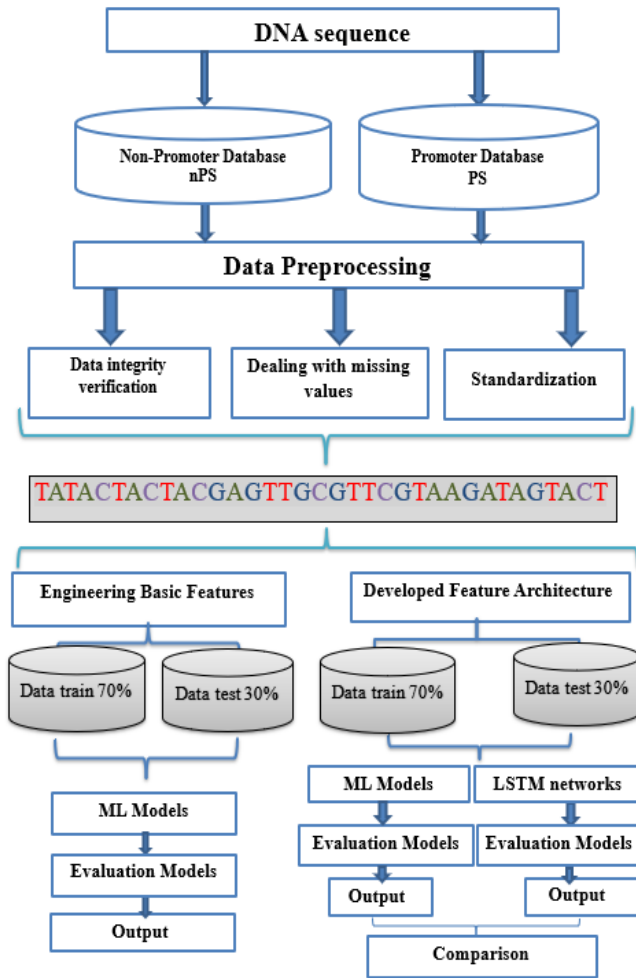 DNA sequence
Non-Promoter Database
nPS
Promoter Database
PS
Data Preprocessing
Data integrity
verification
Dealing with missing
values
Standardization
TATACTACTACGAGTTGCGTTCGTAAGATAGTACT
Engineering Basic Features
Developed Feature Architecture
Data train 70%
Data test 30%
Data train 70%
Data test 30%
ML Models
Evaluation Models
Output
ML Models
LSTM networks
Evaluation Models
Evaluation Models
Output
Output
Comparison